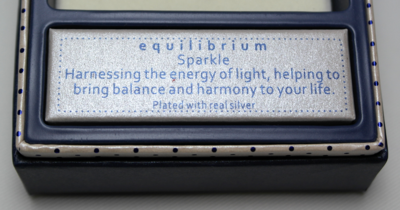 equilibrium
Sparkle
Harnessing the energy of light, helping to
bring balance and harmony to your life.
Plated with real silver